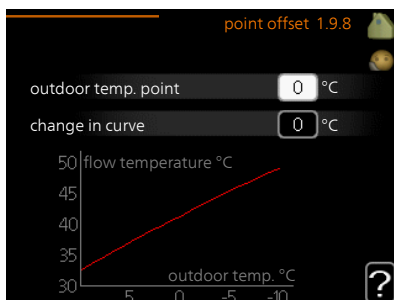 point offset 1.9.8
outdoor temp. point 0 °C
change in curve 0 °C
50 flow temperature °C
45
40
35
30
outdoor temp. °C
5 0 -5 -10
?